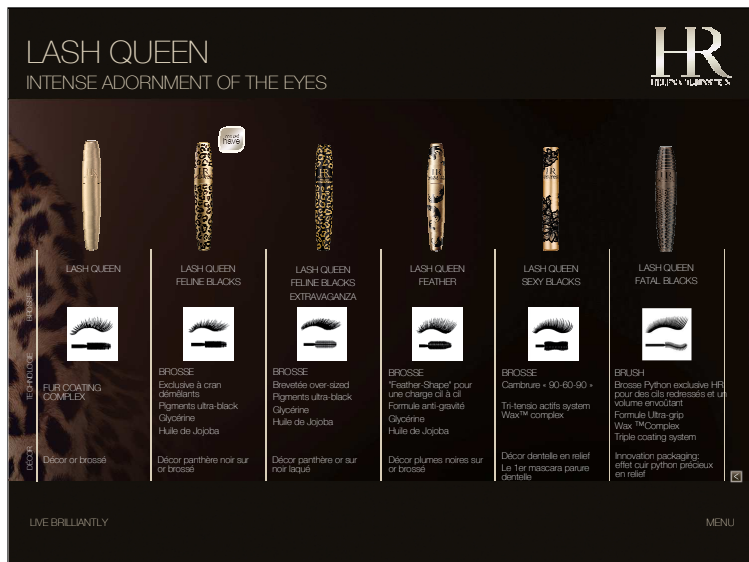 LASH QUEEN
INTENSE ADORNMENT OF THE EYES
HR
must
have
LASH QUEEN
LASH QUEEN
FELINE BLACKS
LASH QUEEN
FELINE BLACKS
EXTRAVAGANZA
LASH QUEEN
FEATHER
LASH QUEEN
SEXY BLACKS
LASH QUEEN
FATAL BLACKS
BROSSE
TECHNOLOGIE
DÉCOR
FUR COATING
COMPLEX
Décor or brossé
BROSSE
Exclusive à cran
démêlants
Pigments ultra-black
Glycérine
Huile de Jojoba
Décor panthère noir sur
or brossé
BROSSE
Brevetée over-sized
Pigments ultra-black
Glycérine
Huile de Jojoba
Décor panthère or sur
noir laqué
BROSSE
"Feather-Shape" pour
une charge cil à cil
Formule anti-gravité
Glycérine
Huile de Jojoba
Décor plumes noires sur
or brossé
BROSSE
Cambrure « 90-60-90 »
Tri-tensio actifs system
Wax™ complex
Décor dentelle en relief
Le 1er mascara parure
dentelle
BRUSH
Brosse Python exclusive HR
pour des cils redressés et un
volume envoûtant
Formule Ultra-grip
Wax ™Complex
Triple coating system
Innovation packaging:
effet cuir python précieux
en relief
LIVE BRILLIANTLY
MENU